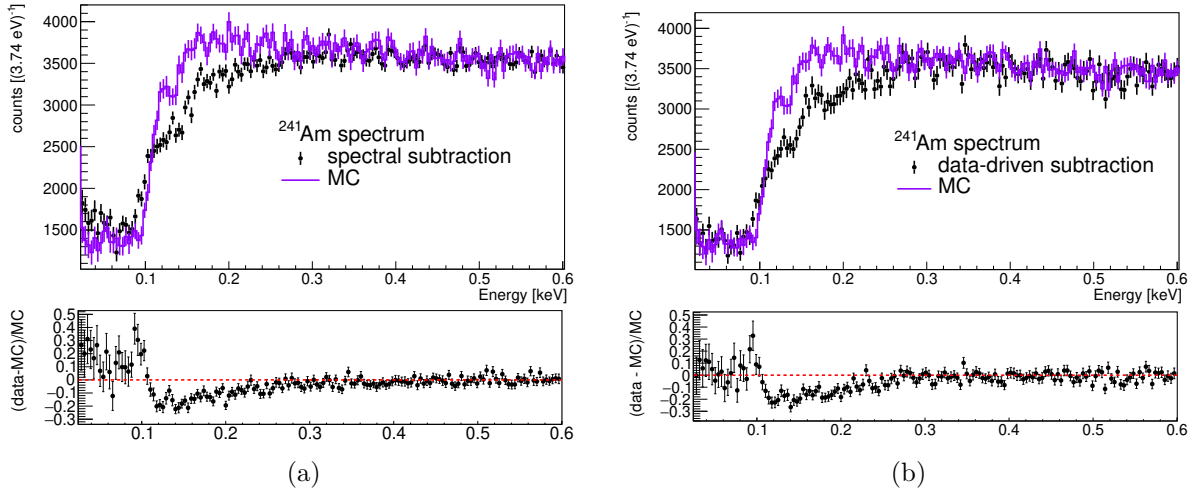 counts [(3.74 eV)⁻¹]
4000
3500
3000
2500
2000
1500
²⁴¹Am spectrum
spectral subtraction
MC
0.1 0.2 0.3 0.4 0.5 0.6
Energy [keV]
(data-MC)/MC
0.5
0.4
0.3
0.2
0.1
0
−0.1
−0.2
−0.3
0.1 0.2 0.3 0.4 0.5 0.6
(a)
counts [(3.74 eV)⁻¹]
4000
3500
3000
2500
2000
1500
²⁴¹Am spectrum
data-driven subtraction
MC
0.1 0.2 0.3 0.4 0.5 0.6
Energy [keV]
(data - MC)/MC
0.5
0.4
0.3
0.2
0.1
0
−0.1
−0.2
−0.3
0.1 0.2 0.3 0.4 0.5 0.6
(b)